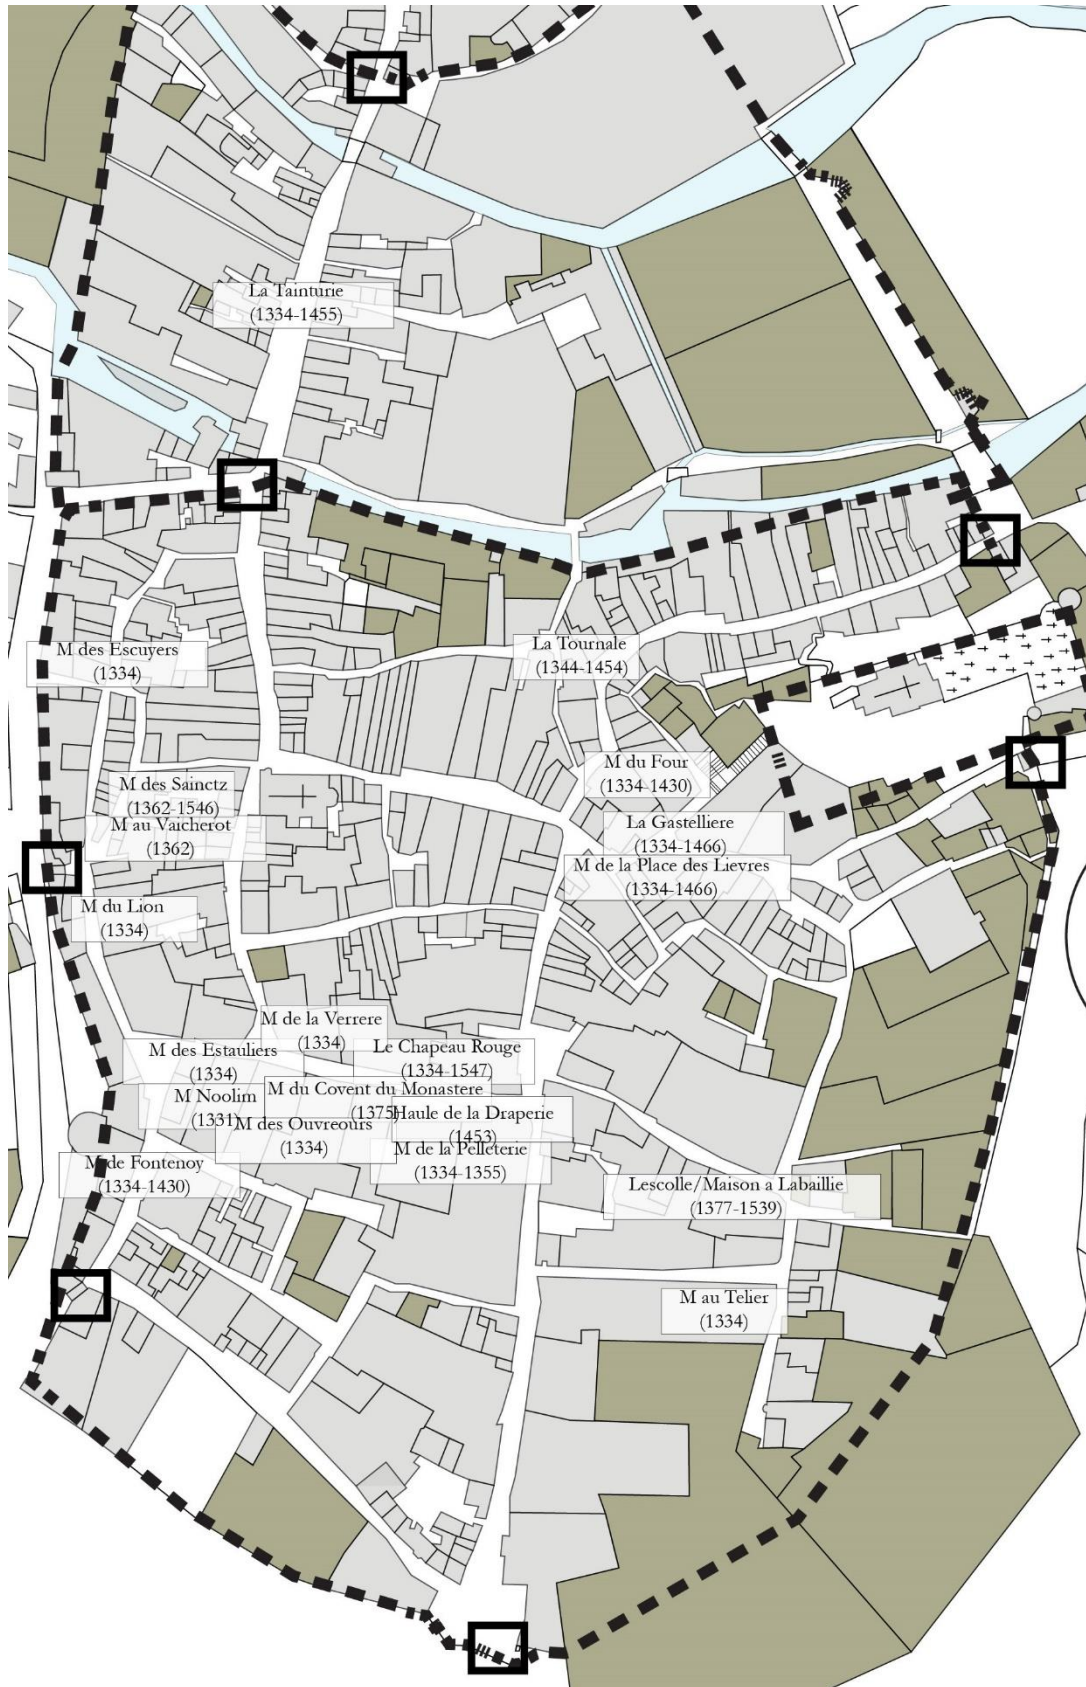 La Tainturie
(1334-1455)
M des Escuyers
(1334)
La Tournale
(1344-1454)
M des Sainctz
(1362-1546)
M au Vaicherot
(1362)
M du Four
(1334-1430)
La Gastelliere
(1334-1466)
M de la Place des Lievres
(1334-1466)
M du Lion
(1334)
M de la Verrere
(1334)
M des Estauliers
(1334)
Le Chapeau Rouge
(1334-1547)
M Noolim
(1331)
M du Covent du Monastere
(1375)
M des Ouvreours
(1334)
Haule de la Draperie
(1453)
M de la Pelleterie
(1334-1355)
M de Fontenoy
(1334-1430)
Lescolle/Maison a Labaillie
(1377-1539)
M au Telier
(1334)